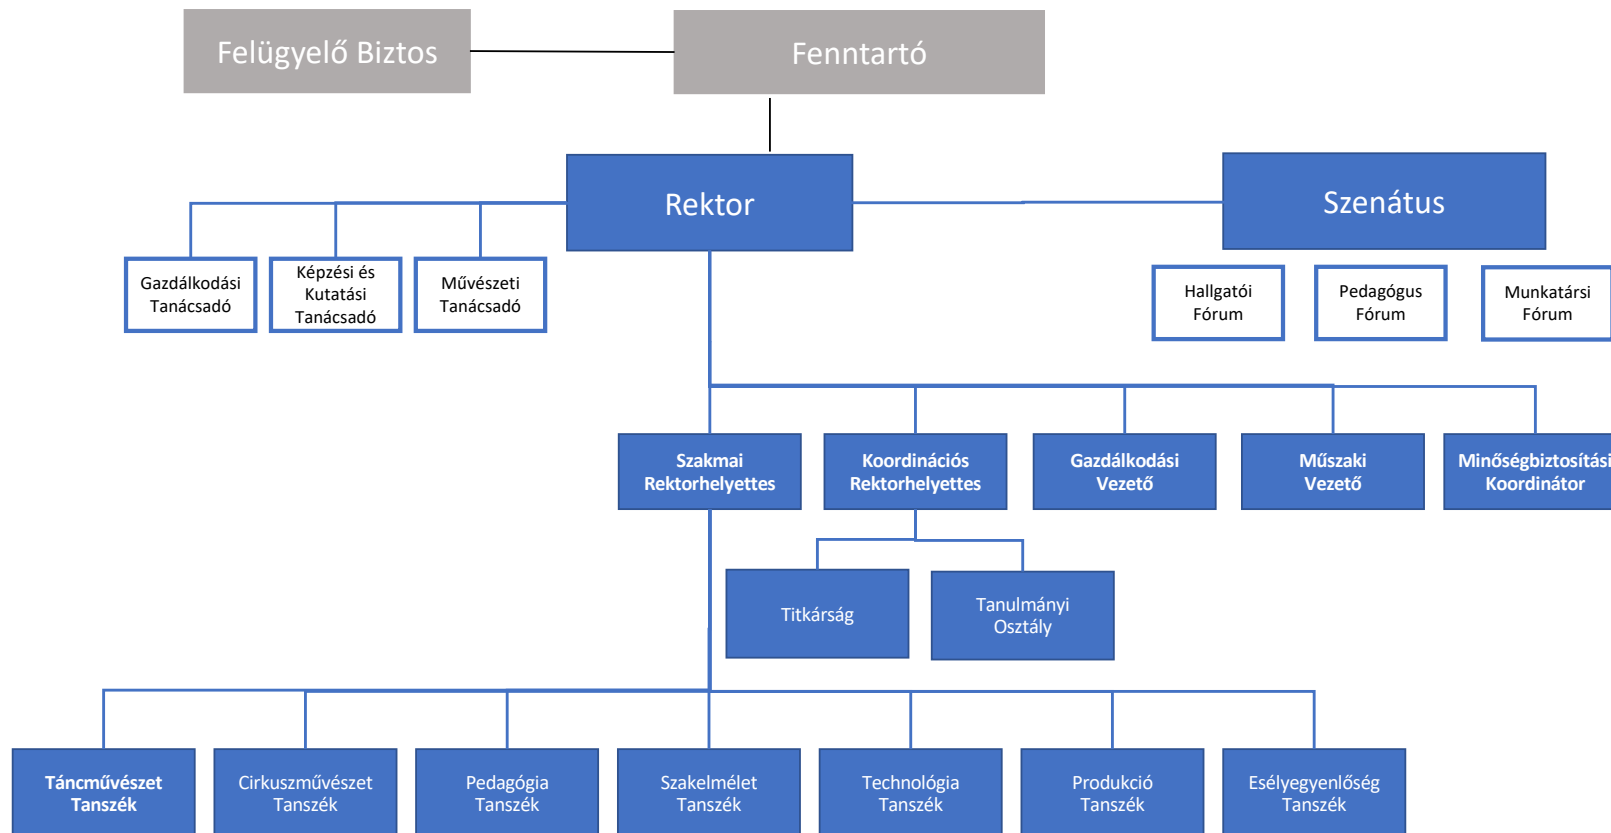 Felügyelő Biztos
Fenntartó
Rektor
Szenátus
Gazdálkodási
Tanácsadó
Képzési és
Kutatási
Tanácsadó
Művészeti
Tanácsadó
Hallgatói
Fórum
Pedagógus
Fórum
Munkatársi
Fórum
Szakmai
Rektorhelyettes
Koordinációs
Rektorhelyettes
Gazdálkodási
Vezető
Műszaki
Vezető
Minőségbiztosítási
Koordinátor
Titkárság
Tanulmányi
Osztály
Táncművészet
Tanszék
Cirkuszművészet
Tanszék
Pedagógia
Tanszék
Szakelmélet
Tanszék
Technológia
Tanszék
Produkció
Tanszék
Esélyegyenlőség
Tanszék